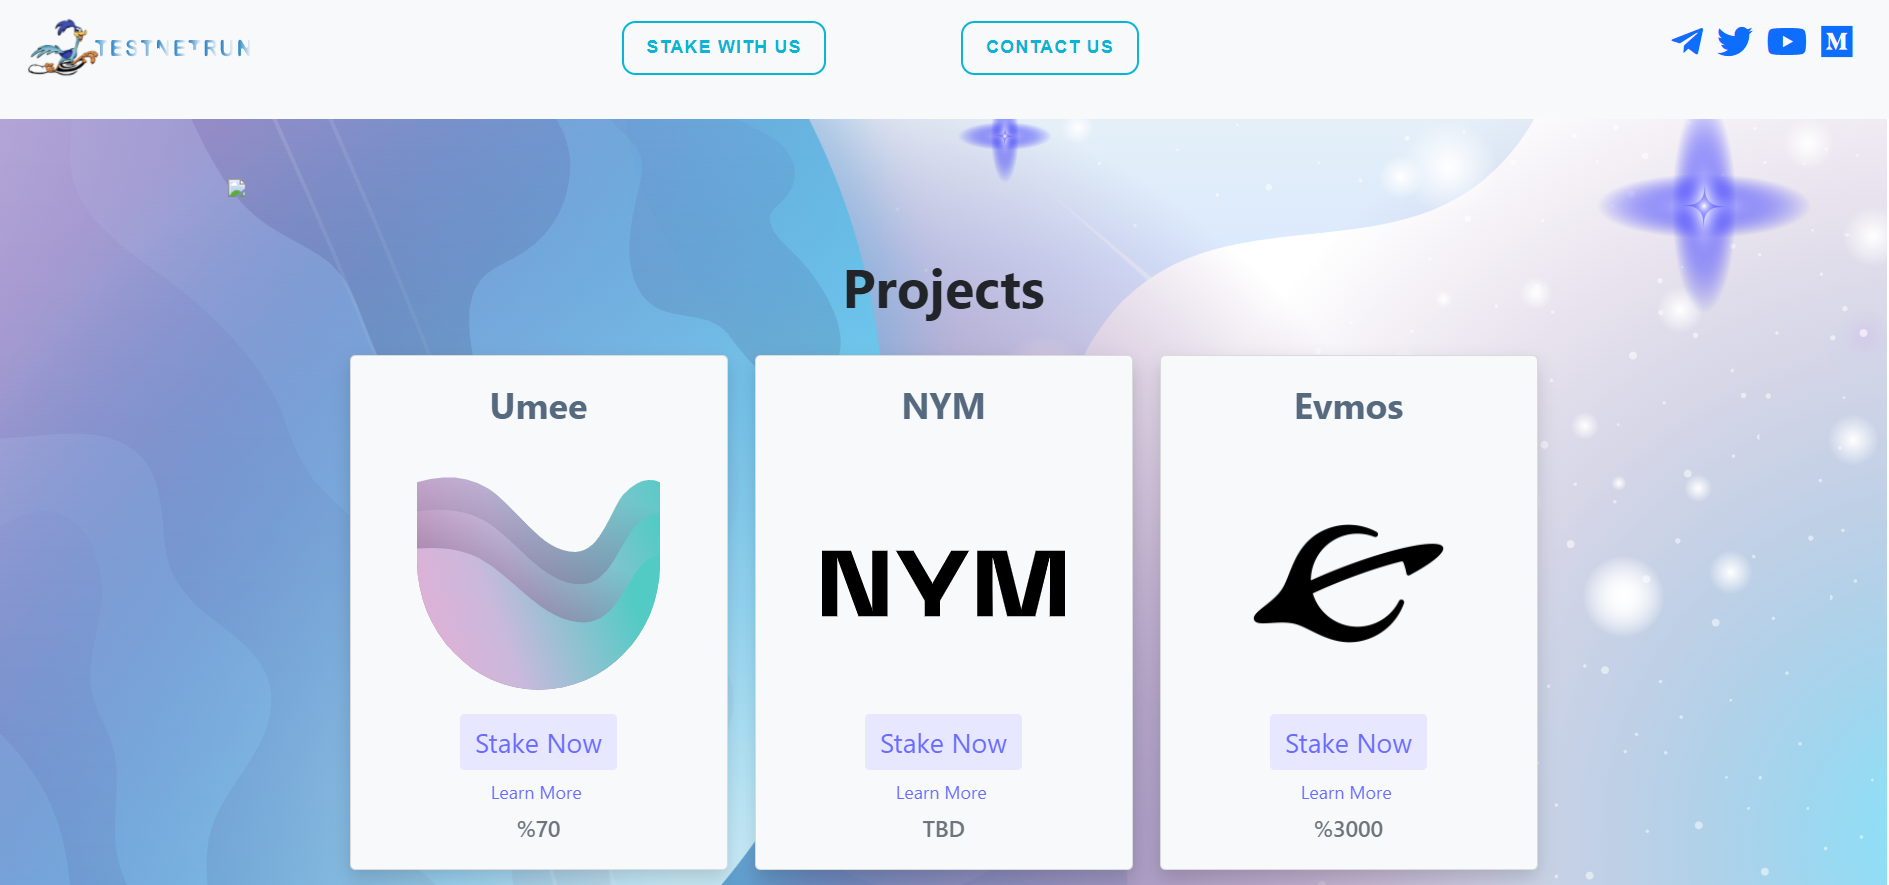 TESTNETRUN
STAKE WITH US
CONTACT US
M
Projects
Umee
NYM
Evmos
NYM
Stake Now
Stake Now
Stake Now
Learn More
Learn More
Learn More
%70
TBD
%3000